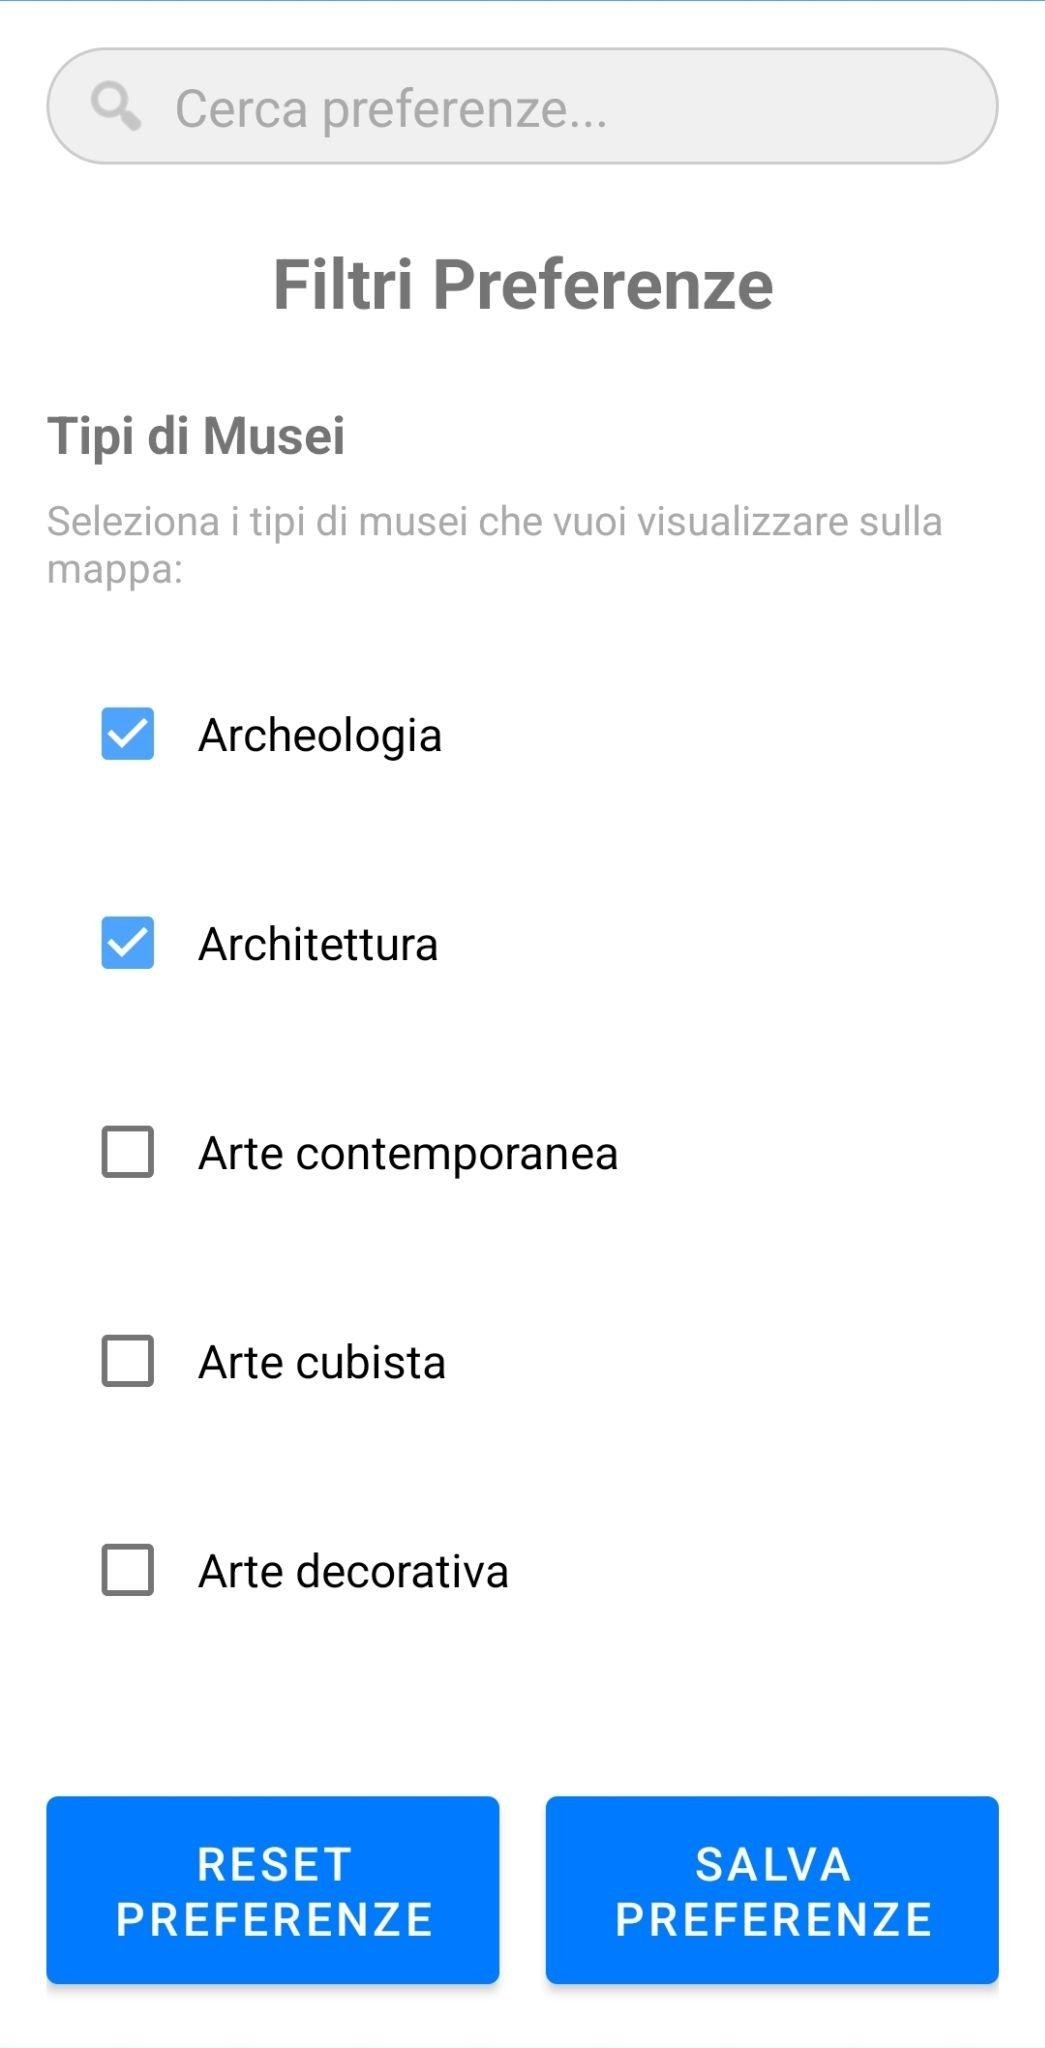 Cerca preferenze...
Filtri Preferenze
Tipi di Musei
Seleziona i tipi di musei che vuoi visualizzare sulla
mappa:
Archeologia
Architettura
Arte contemporanea
Arte cubista
Arte decorativa
RESET
PREFERENZE
SALVA
PREFERENZE